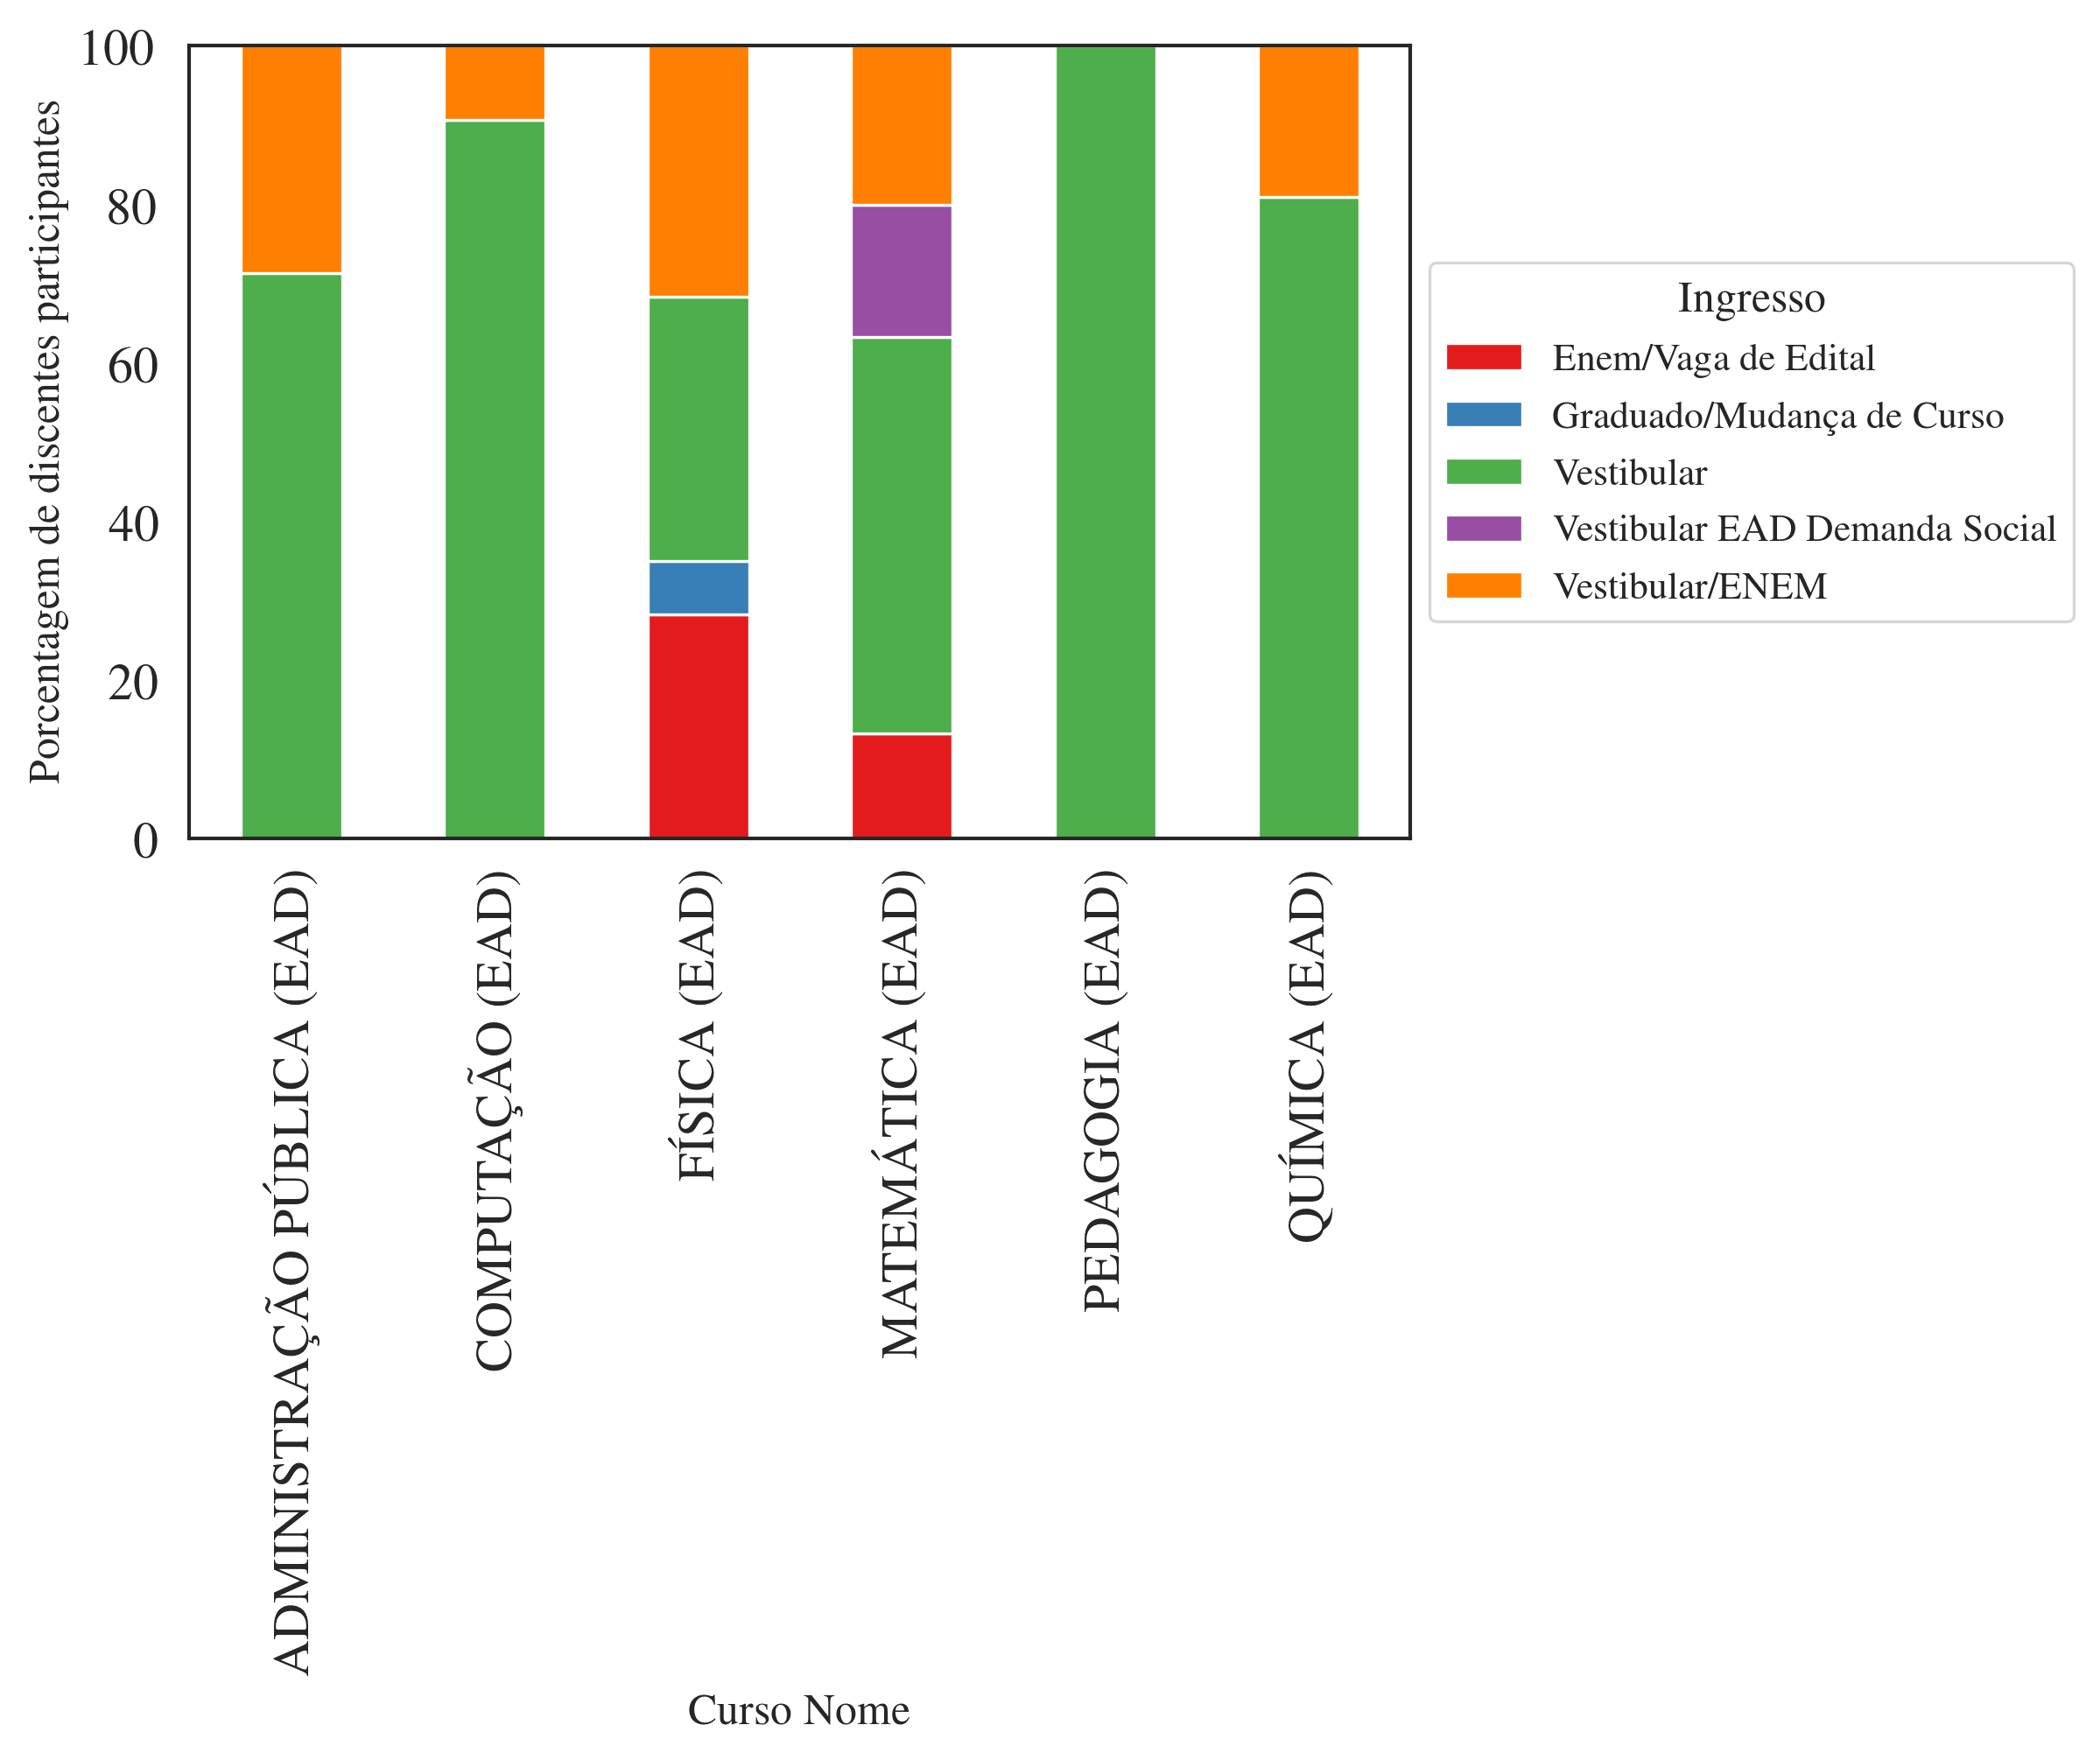 Porcentagem de discentes participantes
100
80
60
40
20
0
ADMINISTRAÇÃO PÚBLICA (EAD)
COMPUTAÇÃO (EAD)
FÍSICA (EAD)
MATEMÁTICA (EAD)
PEDAGOGIA (EAD)
QUÍMICA (EAD)
Curso Nome
Ingresso
Enem/Vaga de Edital
Graduado/Mudança de Curso
Vestibular
Vestibular EAD Demanda Social
Vestibular/ENEM